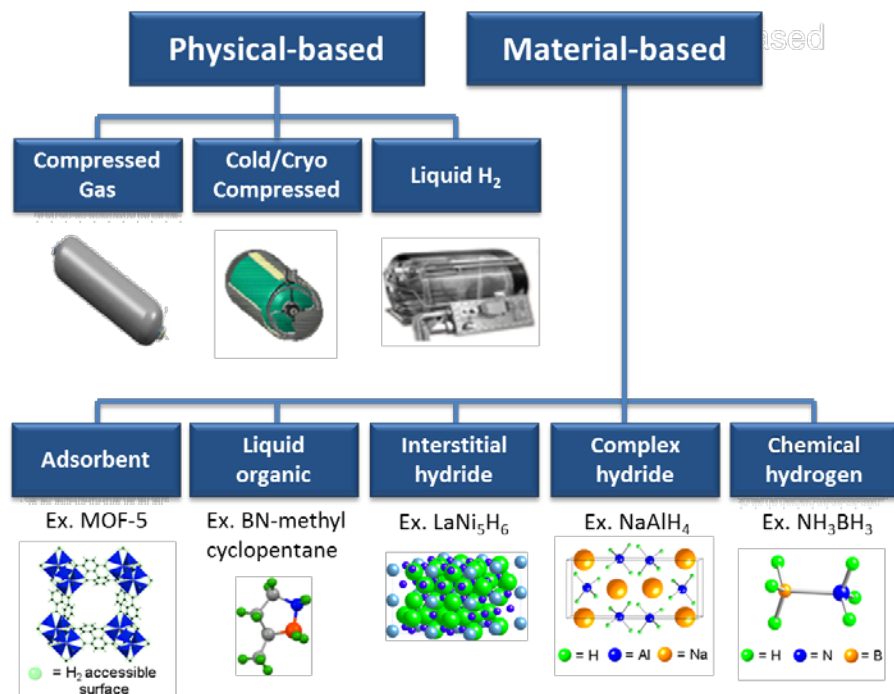 Physical-based
Material-based
ased
Compressed
Gas
Cold/Cryo
Compressed
Liquid H₂
Adsorbent
Liquid
organic
Interstitial
hydride
Complex
hydride
Chemical
hydrogen
Ex. MOF-5
Ex. BN-methyl
cyclopentane
Ex. LaNi₅H₆
Ex. NaAlH₄
Ex. NH₃BH₃
= H₂ accessible
surface
= H = Al = Na
= H = N = B